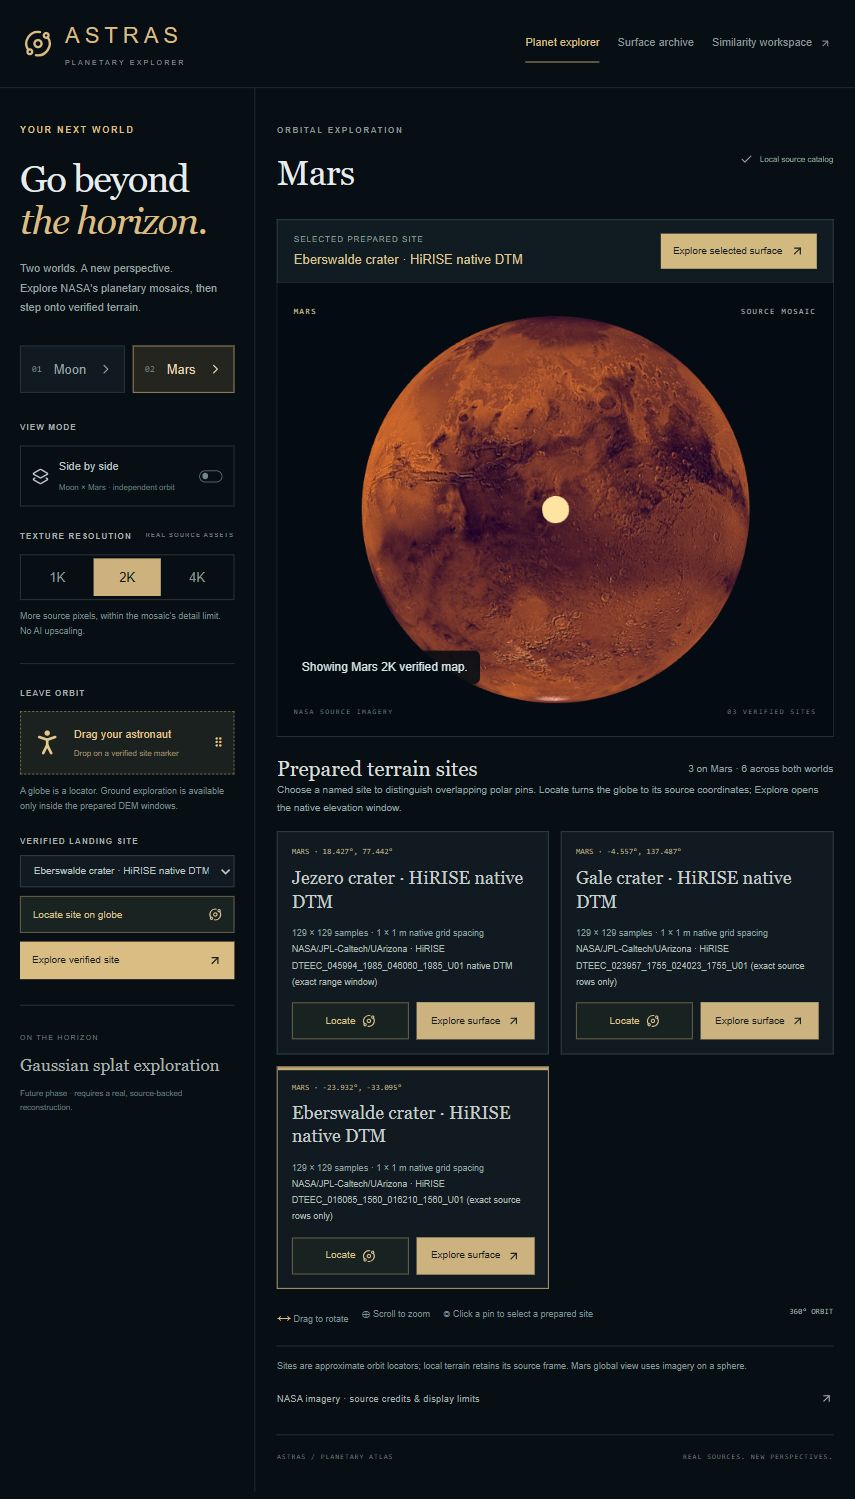 ASTRAS
PLANETARY EXPLORER
Planet explorer
Surface archive
Similarity workspace
YOUR NEXT WORLD
Go beyond
the horizon.
Two worlds. A new perspective.
Explore NASA's planetary mosaics, then
step onto verified terrain.
01 Moon
02 Mars
VIEW MODE
Side by side
Moon × Mars · independent orbit
TEXTURE RESOLUTION
REAL SOURCE ASSETS
1K
2K
4K
More source pixels, within the mosaic's detail limit.
No AI upscaling.
LEAVE ORBIT
Drag your astronaut
Drop on a verified site marker
A globe is a locator. Ground exploration is available
only inside the prepared DEM windows.
VERIFIED LANDING SITE
Eberswalde crater · HiRISE native DTM
Locate site on globe
Explore verified site
ON THE HORIZON
Gaussian splat exploration
Future phase · requires a real, source-backed
reconstruction.
ORBITAL EXPLORATION
Mars
Local source catalog
SELECTED PREPARED SITE
Eberswalde crater · HiRISE native DTM
Explore selected surface
MARS
SOURCE MOSAIC
Showing Mars 2K verified map.
NASA SOURCE IMAGERY
03 VERIFIED SITES
Prepared terrain sites
3 on Mars · 6 across both worlds
Choose a named site to distinguish overlapping polar pins. Locate turns the globe to its source coordinates; Explore opens
the native elevation window.
MARS · 18.427°, 77.442°
Jezero crater · HiRISE native
DTM
129 × 129 samples · 1 × 1 m native grid spacing
NASA/JPL-Caltech/UArizona · HiRISE
DTEEC_045994_1985_046060_1985_U01 native DTM
(exact range window)
Locate
Explore surface
MARS · -4.557°, 137.487°
Gale crater · HiRISE native
DTM
129 × 129 samples · 1 × 1 m native grid spacing
NASA/JPL-Caltech/UArizona · HiRISE
DTEEC_023957_1755_024023_1755_U01 (exact source
rows only)
Locate
Explore surface
MARS · -23.932°, -33.095°
Eberswalde crater · HiRISE
native DTM
129 × 129 samples · 1 × 1 m native grid spacing
NASA/JPL-Caltech/UArizona · HiRISE
DTEEC_016065_1560_016210_1560_U01 (exact source
rows only)
Locate
Explore surface
Drag to rotate
Scroll to zoom
Click a pin to select a prepared site
360° ORBIT
Sites are approximate orbit locators; local terrain retains its source frame. Mars global view uses imagery on a sphere.
NASA imagery · source credits & display limits
ASTRAS / PLANETARY ATLAS
REAL SOURCES. NEW PERSPECTIVES.